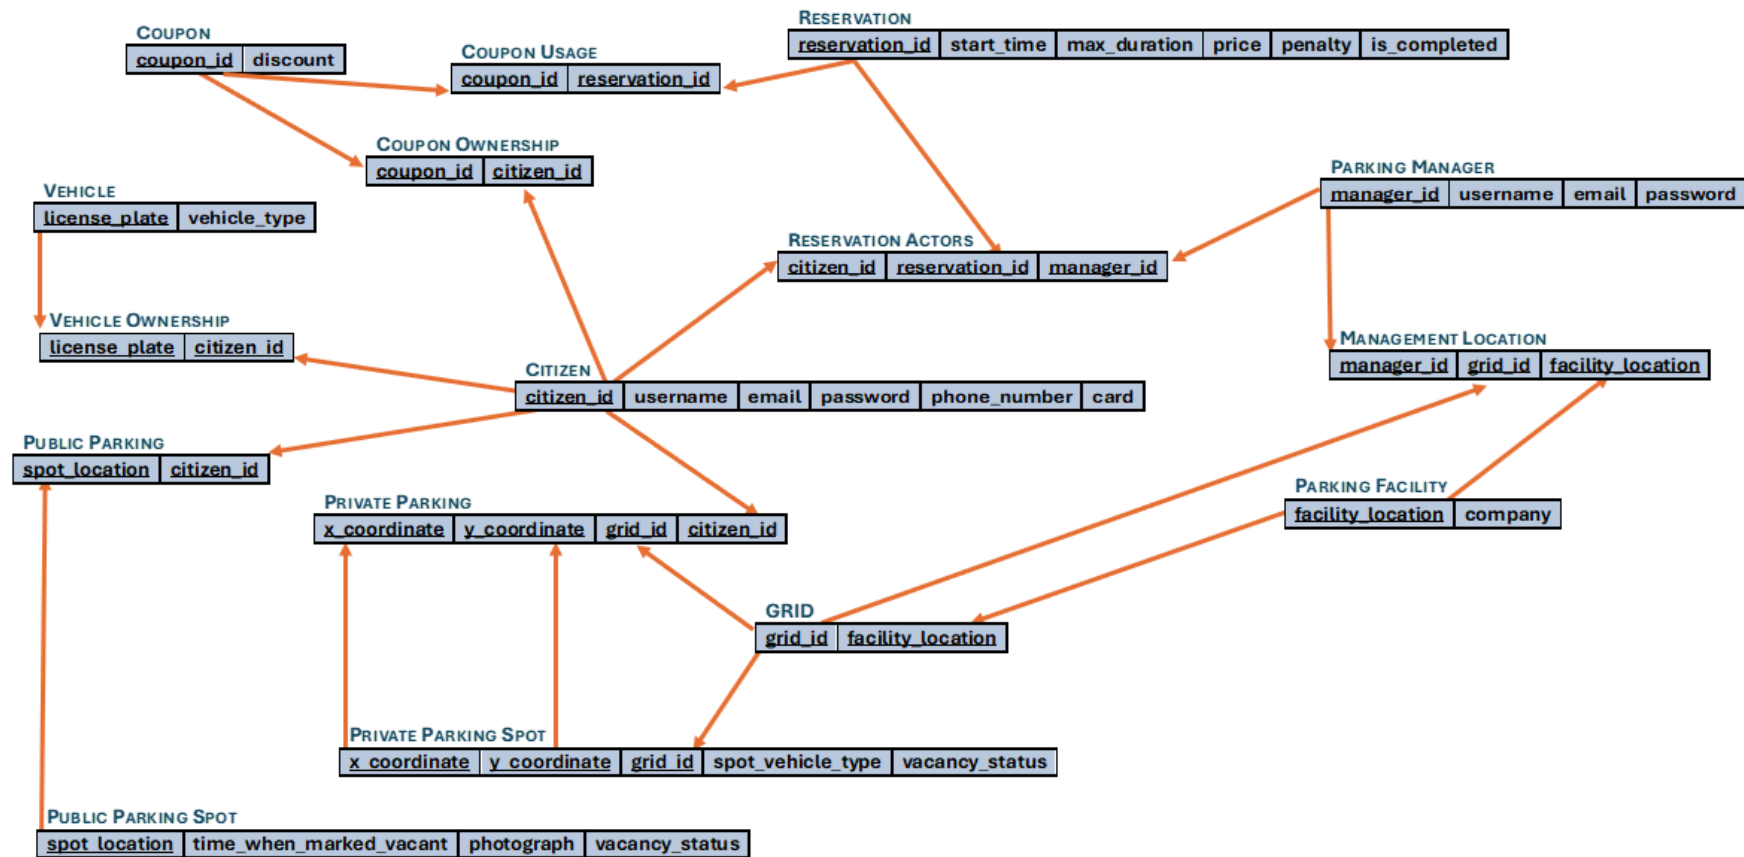 COUPON
coupon_id discount
COUPON USAGE
coupon_id reservation_id
RESERVATION
reservation_id start_time max_duration price penalty is_completed
COUPON OWNERSHIP
coupon_id citizen_id
VEHICLE
license_plate vehicle_type
RESERVATION ACTORS
citizen_id reservation_id manager_id
PARKING MANAGER
manager_id username email password
VEHICLE OWNERSHIP
license_plate citizen_id
MANAGEMENT LOCATION
manager_id grid_id facility_location
CITIZEN
citizen_id username email password phone_number card
PUBLIC PARKING
spot_location citizen_id
PRIVATE PARKING
x_coordinate y_coordinate grid_id citizen_id
PARKING FACILITY
facility_location company
GRID
grid_id facility_location
PRIVATE PARKING SPOT
x_coordinate y_coordinate grid_id spot_vehicle_type vacancy_status
PUBLIC PARKING SPOT
spot_location time_when_marked_vacant photograph vacancy_status